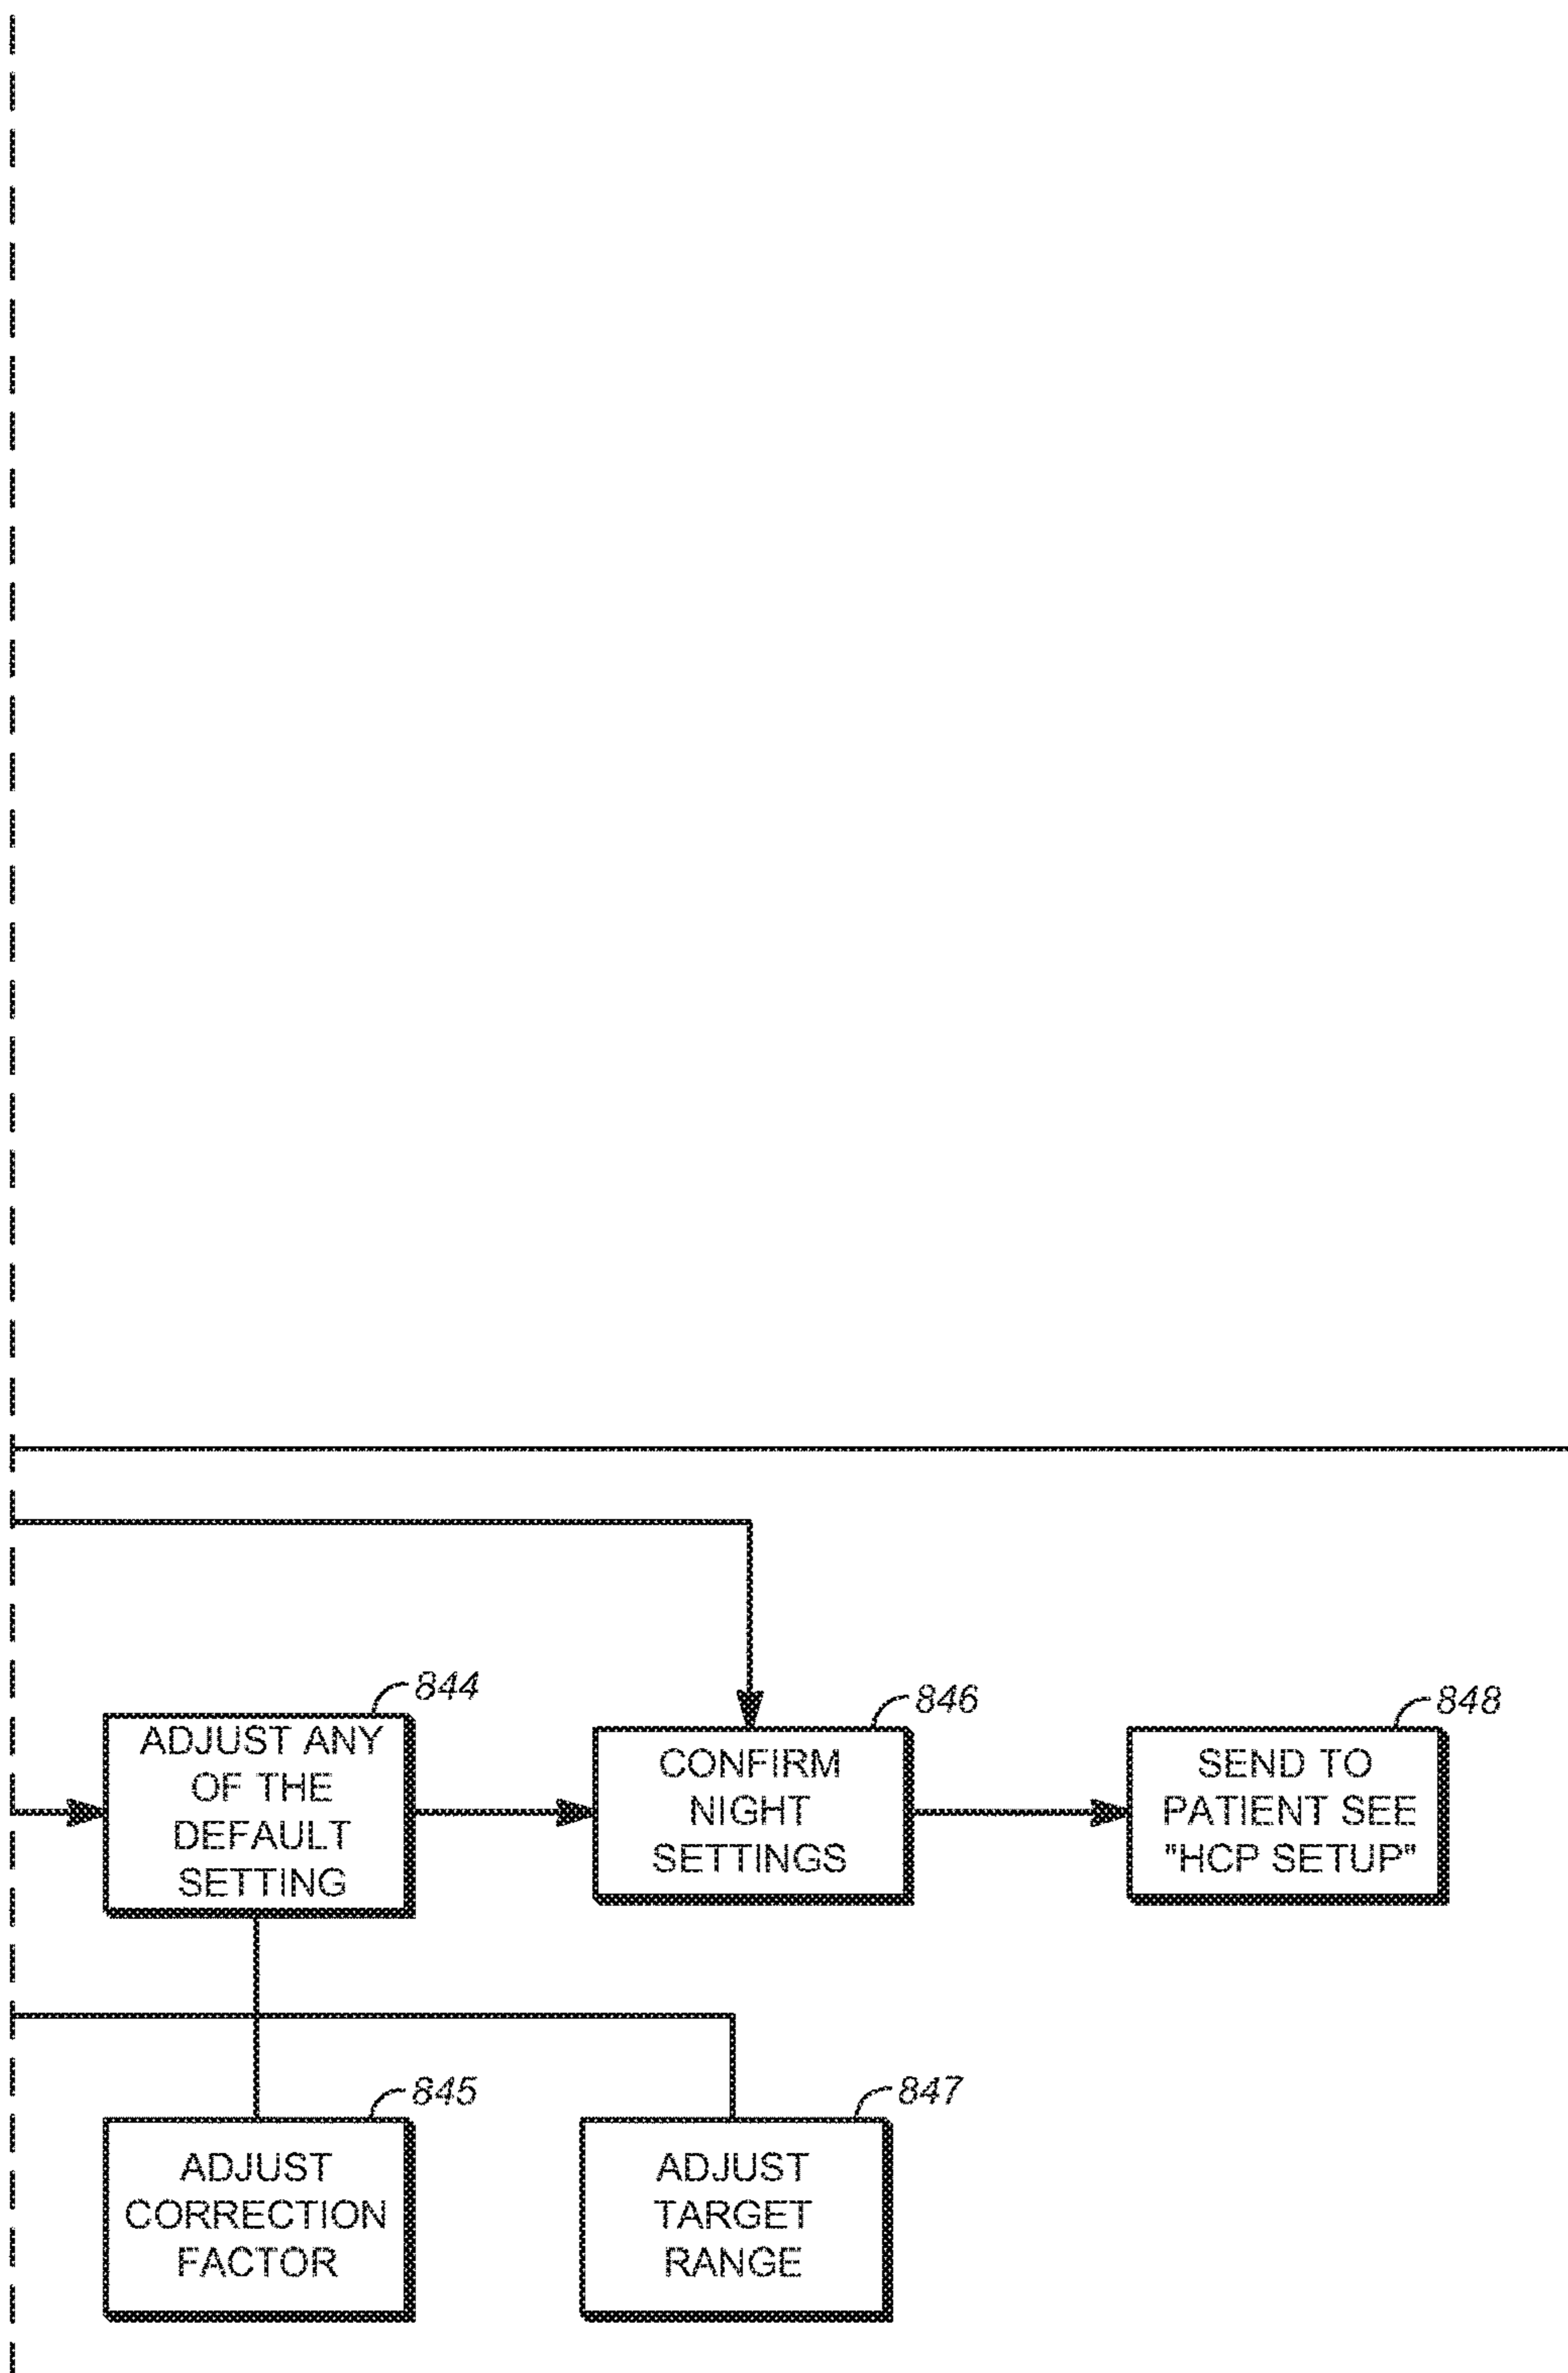 844
ADJUST ANY
OF THE
DEFAULT
SETTING
846
CONFIRM
NIGHT
SETTINGS
848
SEND TO
PATIENT SEE
"HCP SETUP"
845
ADJUST
CORRECTION
FACTOR
847
ADJUST
TARGET
RANGE